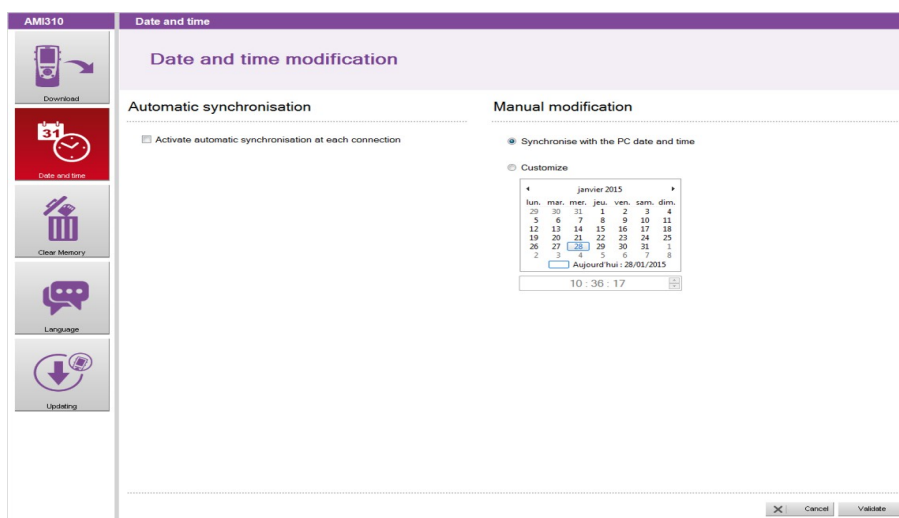 AMI310
Date and time
Date and time modification
Download
Automatic synchronisation
Manual modification
31
Activate automatic synchronisation at each connection
Synchronise with the PC date and time
Date and time
Customize
janvier 2015
lun. mar. mer. jeu. ven. sam. dim.
29 30 31 1 2 3 4
5 6 7 8 9 10 11
12 13 14 15 16 17 18
19 20 21 22 23 24 25
26 27 28 29 30 31 1
2 3 4 5 6 7 8
Aujourd'hui : 28/01/2015
10 : 36 : 17
Clear Memory
Language
Updating
Cancel
Validate